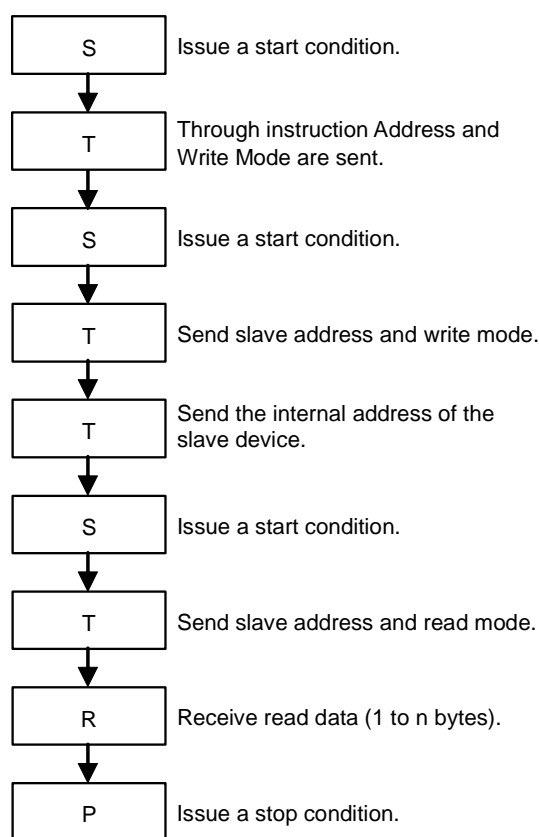 S Issue a start condition.
T Through instruction Address and
Write Mode are sent.
S Issue a start condition.
T Send slave address and write mode.
T Send the internal address of the
slave device.
S Issue a start condition.
T Send slave address and read mode.
R Receive read data (1 to n bytes).
P Issue a stop condition.